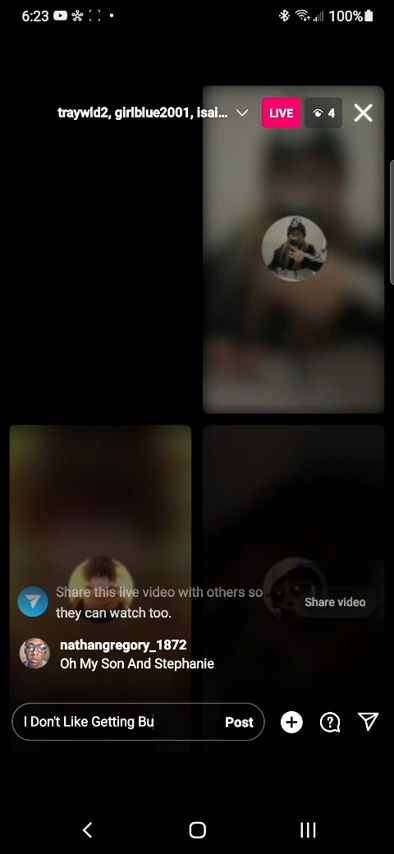 6:23
100%
traywld2, girlblue2001, isai...
LIVE
4
Share this live video with others so
they can watch too.
Share video
nathangregory_1872
Oh My Son And Stephanie
I Don't Like Getting Bu
Post